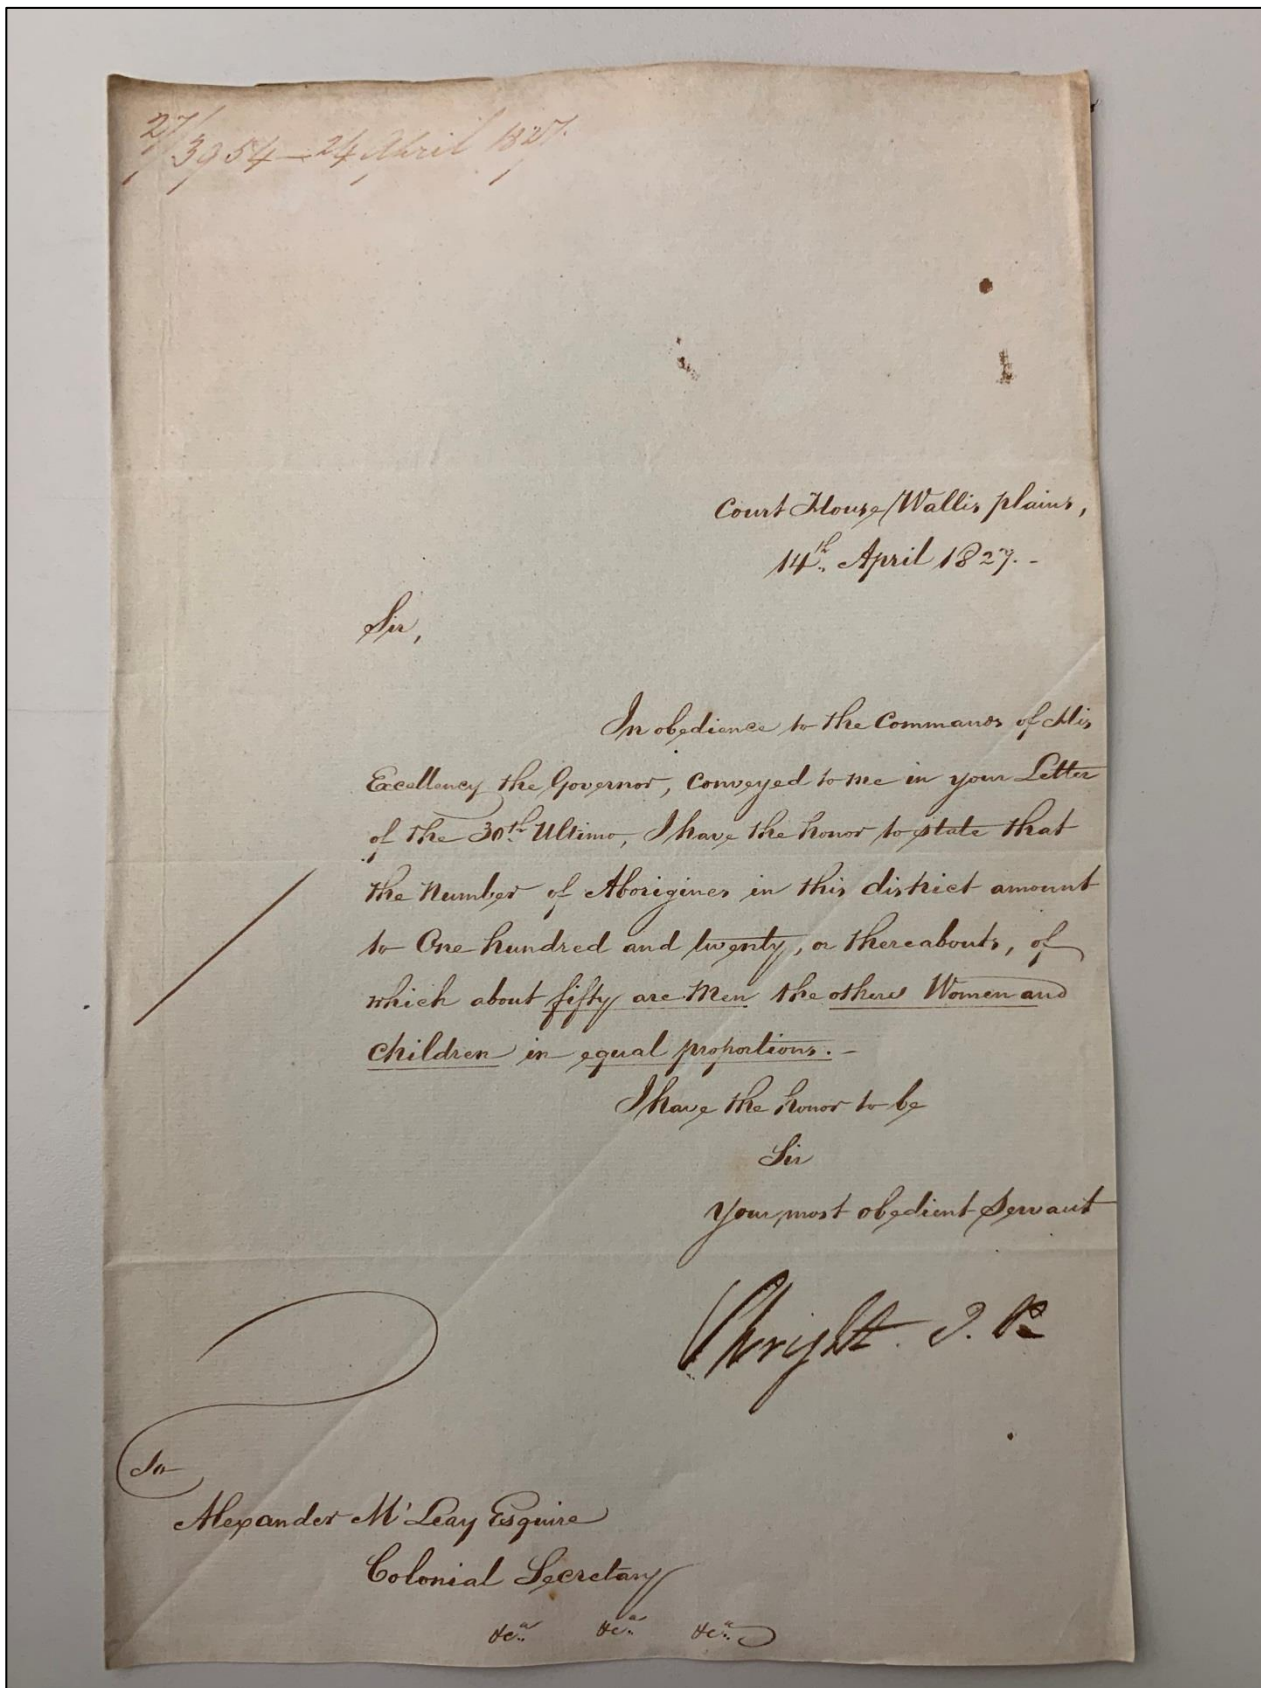 27/3954 — 24 April 1827.
Court House, Wallis plains,
14th. April 1827. -
Sir,
In obedience to the Commands of His
Excellency the Governor, Conveyed to me in your Letter
of the 30th. Ultimo, I have the honor to state that
the Number of Aborigines in this district amount
to One hundred and twenty, or thereabouts, of
which about fifty are Men the others Women and
Children in equal proportions. -
I have the honor to be
Sir
Your most obedient Servant
Wright. J. P.
To
Alexander McLeay Esquire
Colonial Secretary
&ca. &ca. &ca.